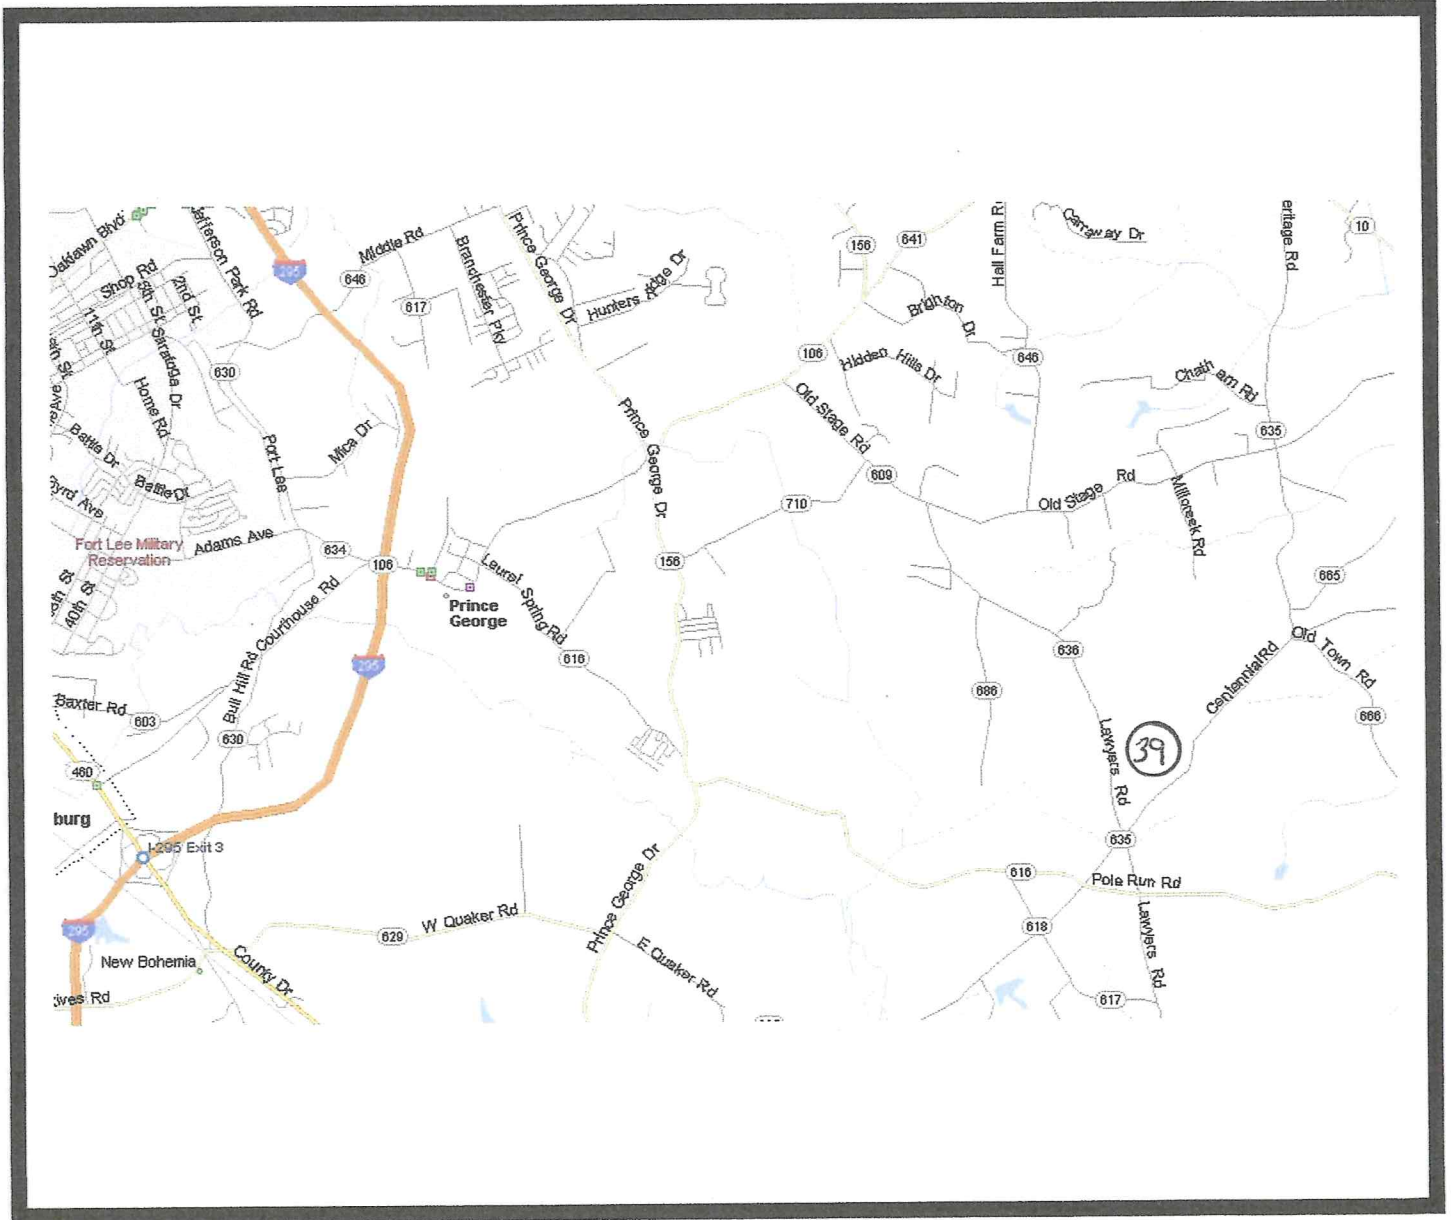 Oaklawn Blvd
Jefferson Park Rd
295
Middle Rd
646
617
Branchester Pky
Prince George Dr
Hunters
dge Dr
156
641
Hall Farm R
Carraway Dr
eritage Rd
10
Shop Rd
5th St
2nd St
11th St
Saratoga Dr
Home Rd
630
Brighton Dr
646
106
Hidden Hills Dr
Chatham Rd
635
Battle Dr
Battle Dr
Byrd Ave
Fort Lee
Mica Dr
Prince George Dr
Old Stage Rd
609
710
Old Stage Rd
Millcreek Rd
Fort Lee Military
Reservation
Adams Ave
634
106
Laurel Spring Rd
156
665
40th St
Courthouse Rd
Prince
George
616
636
Centennial Rd
Old Town Rd
686
666
Baxter Rd
603
Bull Hill Rd
630
295
Lawyers Rd
39
460
burg
I-295 Exit 3
635
616
Pole Run Rd
Prince George Dr
295
629
W Quaker Rd
618
Lawyers Rd
New Bohemia
County Dr
E Quaker Rd
ives Rd
617